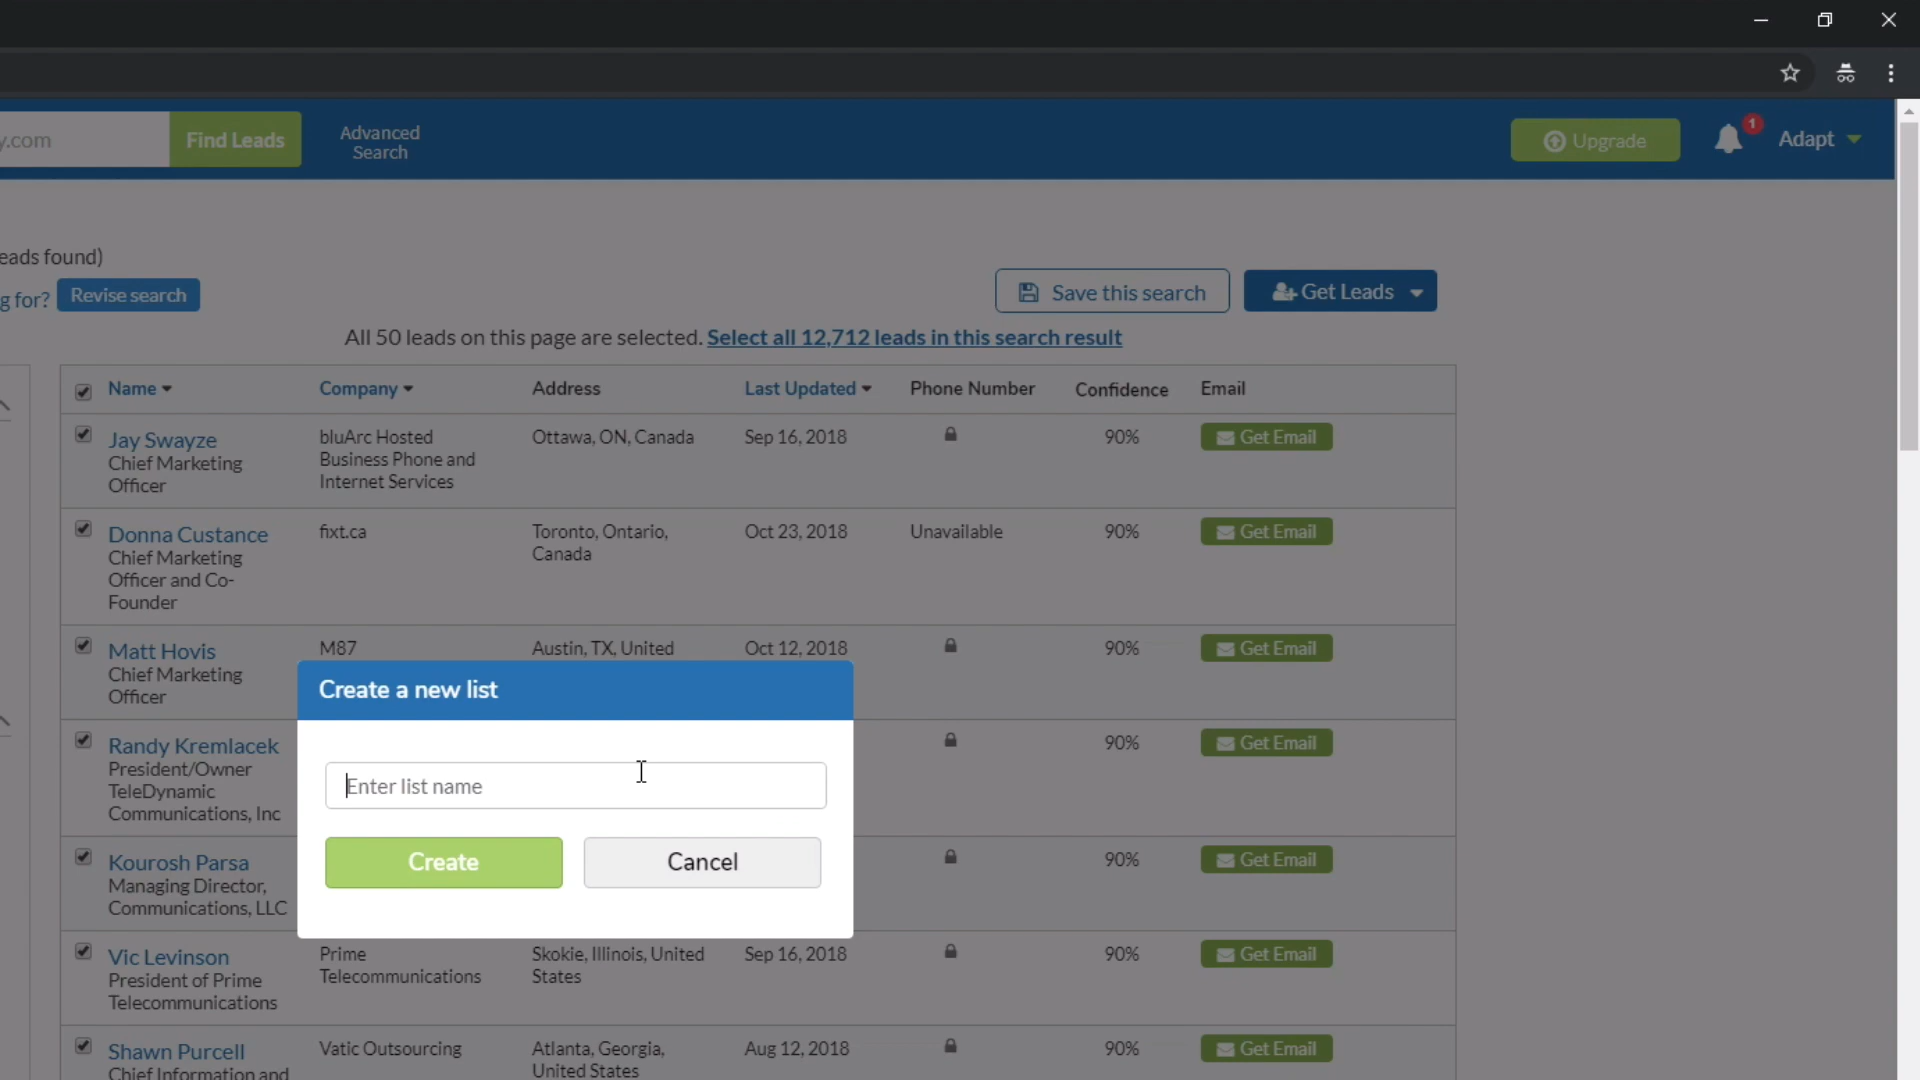 y.com
Find Leads
Advanced
Search
Upgrade
1
Adapt
eads found)
g for?
Revise search
Save this search
Get Leads
All 50 leads on this page are selected. Select all 12,712 leads in this search result
Name
Company
Address
Last Updated
Phone Number
Confidence
Email
Jay Swayze
Chief Marketing
Officer
bluArc Hosted
Business Phone and
Internet Services
Ottawa, ON, Canada
Sep 16, 2018
90%
Get Email
Donna Custance
Chief Marketing
Officer and Co-
Founder
fixt.ca
Toronto, Ontario,
Canada
Oct 23, 2018
Unavailable
90%
Get Email
Matt Hovis
Chief Marketing
Officer
M87
Austin, TX, United
Oct 12, 2018
90%
Get Email
Create a new list
Enter list name
Create
Cancel
Randy Kremlacek
President/Owner
TeleDynamic
Communications, Inc
90%
Get Email
Kourosh Parsa
Managing Director,
Communications, LLC
90%
Get Email
Vic Levinson
President of Prime
Telecommunications
Prime
Telecommunications
Skokie, Illinois, United
States
Sep 16, 2018
90%
Get Email
Shawn Purcell
Chief Information and
Vatic Outsourcing
Atlanta, Georgia,
United States
Aug 12, 2018
90%
Get Email